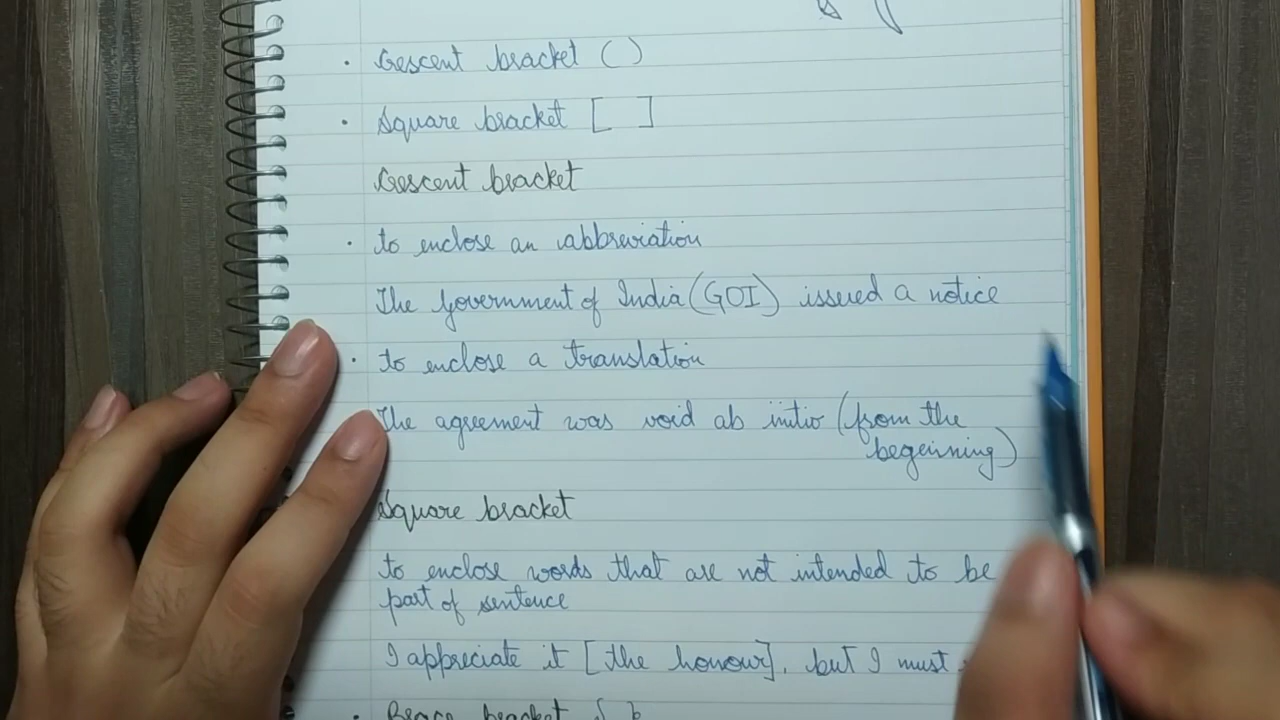 • Crescent bracket ( )
• Square bracket [ ]
Crescent bracket
• to enclose an abbreviation
The Government of India (GOI) issued a notice
• to enclose a translation
The agreement was void ab initio (from the
beginning)
Square bracket
to enclose words that are not intended to be
part of sentence
I appreciate it [the honour], but I must
• Brace bracket {